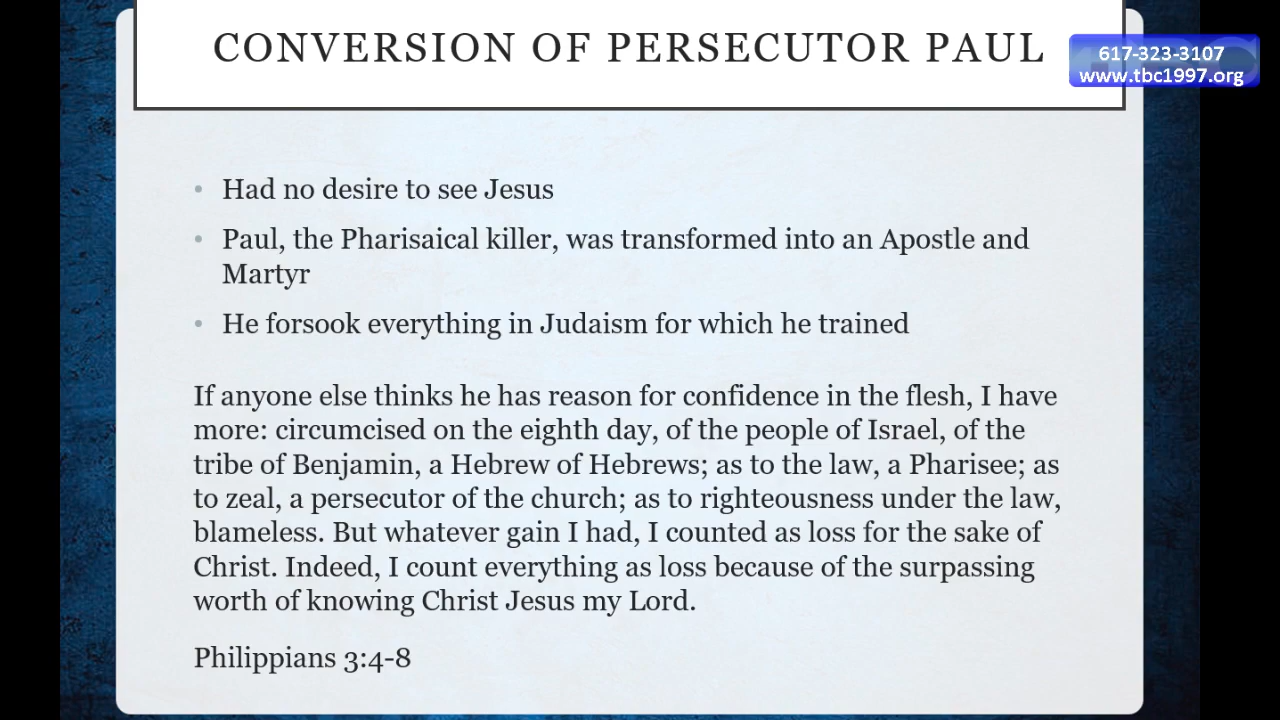 CONVERSION OF PERSECUTOR PAUL
617-323-3107
www.tbc1997.org
• Had no desire to see Jesus
• Paul, the Pharisaical killer, was transformed into an Apostle and
Martyr
• He forsook everything in Judaism for which he trained
If anyone else thinks he has reason for confidence in the flesh, I have
more: circumcised on the eighth day, of the people of Israel, of the
tribe of Benjamin, a Hebrew of Hebrews; as to the law, a Pharisee; as
to zeal, a persecutor of the church; as to righteousness under the law,
blameless. But whatever gain I had, I counted as loss for the sake of
Christ. Indeed, I count everything as loss because of the surpassing
worth of knowing Christ Jesus my Lord.
Philippians 3:4-8